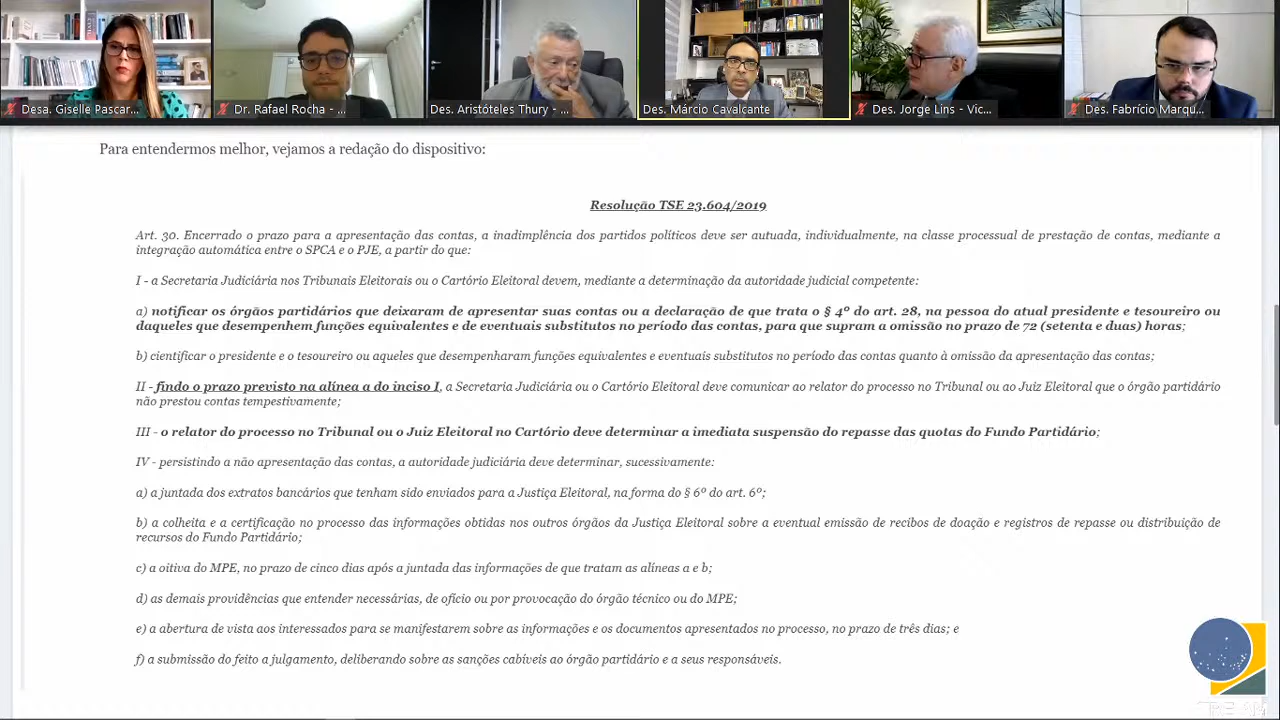 Desa. Giselle Pascar...
Dr. Rafael Rocha - ...
Des. Aristóteles Thury - ...
Des. Márcio Cavalcante
Des. Jorge Lins - Vic...
Des. Fabrício Marqu...
Para entendermos melhor, vejamos a redação do dispositivo:
Resolução TSE 23.604/2019
Art. 30. Encerrado o prazo para a apresentação das contas, a inadimplência dos partidos políticos deve ser autuada, individualmente, na classe processual de prestação de contas, mediante a
integração automática entre o SPCA e o PJE, a partir do que:
I - a Secretaria Judiciária nos Tribunais Eleitorais ou o Cartório Eleitoral devem, mediante a determinação da autoridade judicial competente:
a) notificar os órgãos partidários que deixaram de apresentar suas contas ou a declaração de que trata o § 4º do art. 28, na pessoa do atual presidente e tesoureiro ou
daqueles que desempenhem funções equivalentes e de eventuais substitutos no período das contas, para que supram a omissão no prazo de 72 (setenta e duas) horas;
b) cientificar o presidente e o tesoureiro ou aqueles que desempenharam funções equivalentes e eventuais substitutos no período das contas quanto à omissão da apresentação das contas;
II - findo o prazo previsto na alínea a do inciso I, a Secretaria Judiciária ou o Cartório Eleitoral deve comunicar ao relator do processo no Tribunal ou ao Juiz Eleitoral que o órgão partidário
não prestou contas tempestivamente;
III - o relator do processo no Tribunal ou o Juiz Eleitoral no Cartório deve determinar a imediata suspensão do repasse das quotas do Fundo Partidário;
IV - persistindo a não apresentação das contas, a autoridade judiciária deve determinar, sucessivamente:
a) a juntada dos extratos bancários que tenham sido enviados para a Justiça Eleitoral, na forma do § 6º do art. 6º;
b) a colheita e a certificação no processo das informações obtidas nos outros órgãos da Justiça Eleitoral sobre a eventual emissão de recibos de doação e registros de repasse ou distribuição de
recursos do Fundo Partidário;
c) a oitiva do MPE, no prazo de cinco dias após a juntada das informações de que tratam as alíneas a e b;
d) as demais providências que entender necessárias, de ofício ou por provocação do órgão técnico ou do MPE;
e) a abertura de vista aos interessados para se manifestarem sobre as informações e os documentos apresentados no processo, no prazo de três dias; e
f) a submissão do feito a julgamento, deliberando sobre as sanções cabíveis ao órgão partidário e a seus responsáveis.
TRE-AM